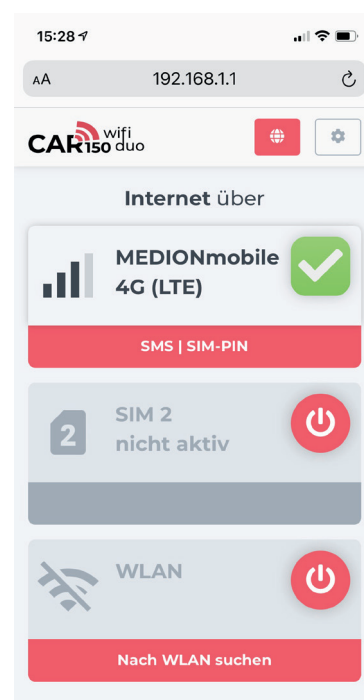 15:28
AA 192.168.1.1
CAR150 wifi duo
Internet über
MEDIONmobile
4G (LTE)
SMS | SIM-PIN
2
SIM 2
nicht aktiv
WLAN
Nach WLAN suchen